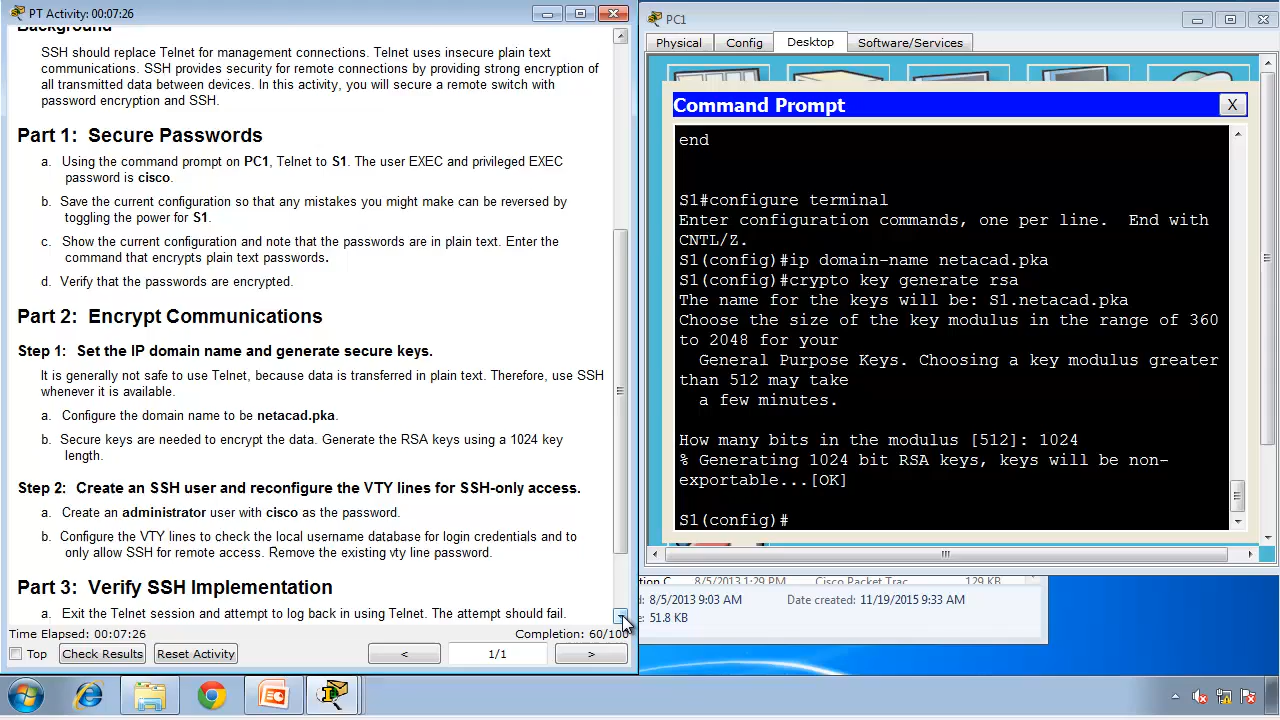 PT Activity: 00:07:26
Background
SSH should replace Telnet for management connections. Telnet uses insecure plain text
communications. SSH provides security for remote connections by providing strong encryption of
all transmitted data between devices. In this activity, you will secure a remote switch with
password encryption and SSH.
Part 1: Secure Passwords
a. Using the command prompt on PC1, Telnet to S1. The user EXEC and privileged EXEC
password is cisco.
b. Save the current configuration so that any mistakes you might make can be reversed by
toggling the power for S1.
c. Show the current configuration and note that the passwords are in plain text. Enter the
command that encrypts plain text passwords.
d. Verify that the passwords are encrypted.
Part 2: Encrypt Communications
Step 1: Set the IP domain name and generate secure keys.
It is generally not safe to use Telnet, because data is transferred in plain text. Therefore, use SSH
whenever it is available.
a. Configure the domain name to be netacad.pka.
b. Secure keys are needed to encrypt the data. Generate the RSA keys using a 1024 key
length.
Step 2: Create an SSH user and reconfigure the VTY lines for SSH-only access.
a. Create an administrator user with cisco as the password.
b. Configure the VTY lines to check the local username database for login credentials and to
only allow SSH for remote access. Remove the existing vty line password.
Part 3: Verify SSH Implementation
a. Exit the Telnet session and attempt to log back in using Telnet. The attempt should fail.
Time Elapsed: 00:07:26
Completion: 60/100
Top
Check Results
Reset Activity
<
1/1
>
PC1
Physical
Config
Desktop
Software/Services
Command Prompt
X
end
S1#configure terminal
Enter configuration commands, one per line. End with
CNTL/Z.
S1(config)#ip domain-name netacad.pka
S1(config)#crypto key generate rsa
The name for the keys will be: S1.netacad.pka
Choose the size of the key modulus in the range of 360
to 2048 for your
General Purpose Keys. Choosing a key modulus greater
than 512 may take
a few minutes.
How many bits in the modulus [512]: 1024
% Generating 1024 bit RSA keys, keys will be non-
exportable...[OK]
S1(config)#
tion C 8/5/2013 1:29 PM Cisco Packet Trac 129 KB
d: 8/5/2013 9:03 AM Date created: 11/19/2015 9:33 AM
e: 51.8 KB